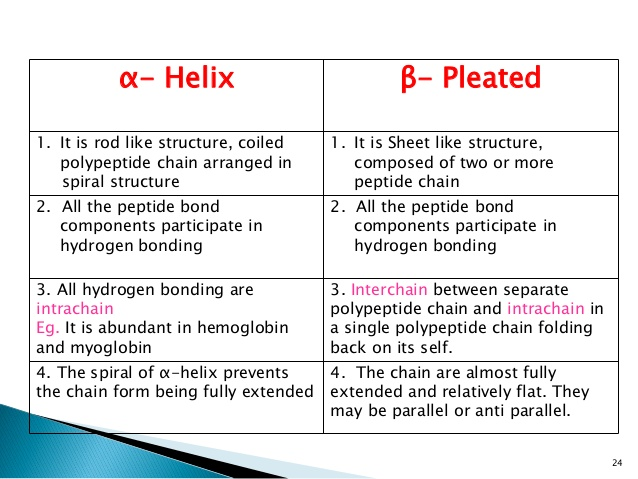 α- Helix
β- Pleated
1. It is rod like structure, coiled
polypeptide chain arranged in
spiral structure
1. It is Sheet like structure,
composed of two or more
peptide chain
2. All the peptide bond
components participate in
hydrogen bonding
2. All the peptide bond
components participate in
hydrogen bonding
3. All hydrogen bonding are
intrachain
Eg. It is abundant in hemoglobin
and myoglobin
3. Interchain between separate
polypeptide chain and intrachain in
a single polypeptide chain folding
back on its self.
4. The spiral of α-helix prevents
the chain form being fully extended
4. The chain are almost fully
extended and relatively flat. They
may be parallel or anti parallel.
24